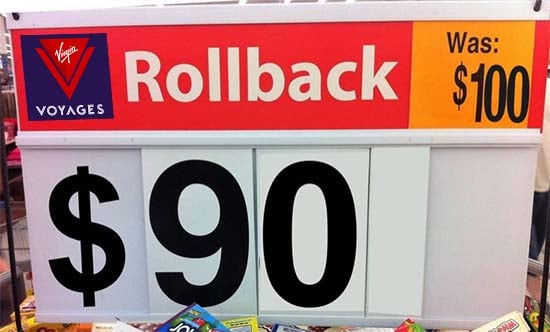 Virgin
VOYAGES
Rollback
Was:
$100
$90